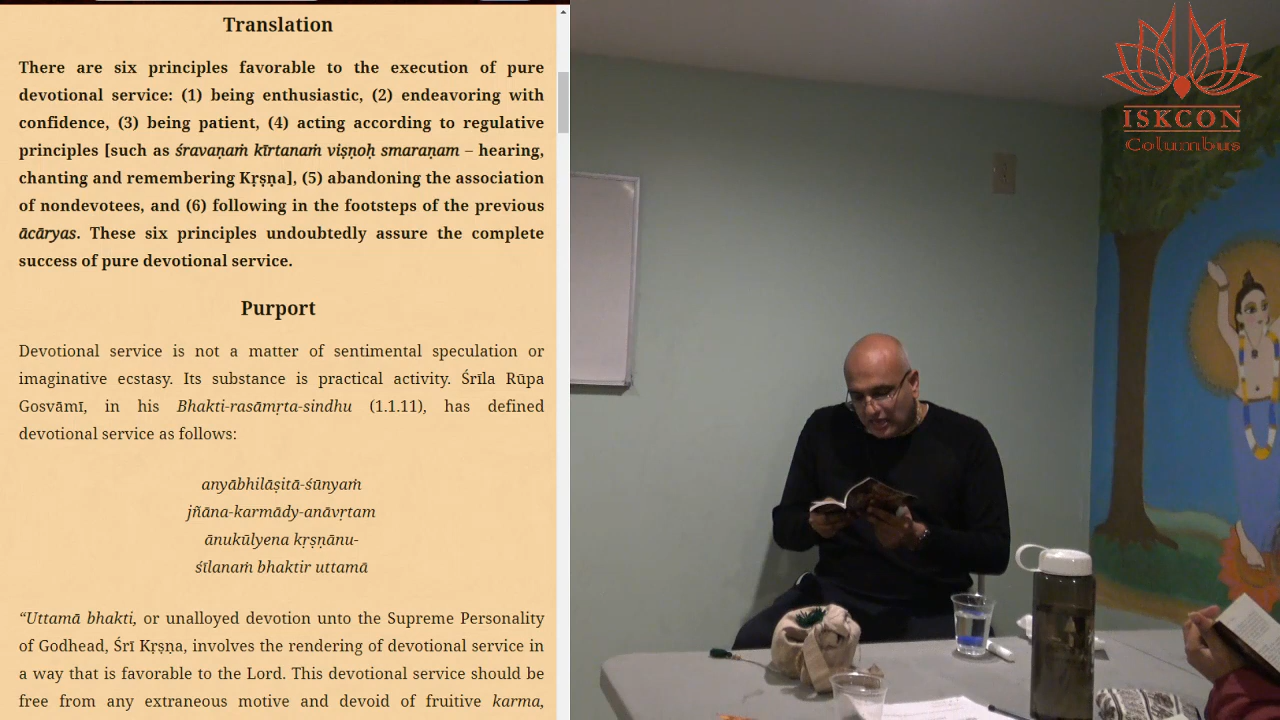 Translation
There are six principles favorable to the execution of pure
devotional service: (1) being enthusiastic, (2) endeavoring with
confidence, (3) being patient, (4) acting according to regulative
principles [such as śravaṇaṁ kīrtanaṁ viṣṇoḥ smaraṇam – hearing,
chanting and remembering Kṛṣṇa], (5) abandoning the association
of nondevotees, and (6) following in the footsteps of the previous
ācāryas. These six principles undoubtedly assure the complete
success of pure devotional service.
Purport
Devotional service is not a matter of sentimental speculation or
imaginative ecstasy. Its substance is practical activity. Śrīla Rūpa
Gosvāmī, in his Bhakti-rasāmṛta-sindhu (1.1.11), has defined
devotional service as follows:
anyābhilāṣitā-śūnyaṁ
jñāna-karmādy-anāvṛtam
ānukūlyena kṛṣṇānu-
śīlanaṁ bhaktir uttamā
“Uttamā bhakti, or unalloyed devotion unto the Supreme Personality
of Godhead, Śrī Kṛṣṇa, involves the rendering of devotional service in
a way that is favorable to the Lord. This devotional service should be
free from any extraneous motive and devoid of fruitive karma,
ISKCON
Columbus